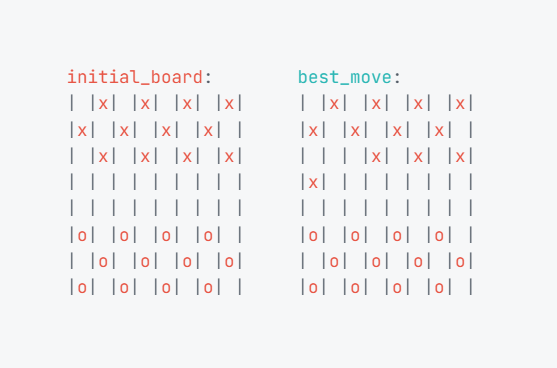 initial_board:
| |x| |x| |x| |x|
|x| |x| |x| |x| |
| |x| |x| |x| |x|
| | | | | | | | |
| | | | | | | | |
|o| |o| |o| |o| |
| |o| |o| |o| |o|
|o| |o| |o| |o| |
best_move:
| |x| |x| |x| |x|
|x| |x| |x| |x| |
| | | |x| |x| |x|
|x| | | | | | | |
| | | | | | | | |
|o| |o| |o| |o| |
| |o| |o| |o| |o|
|o| |o| |o| |o| |